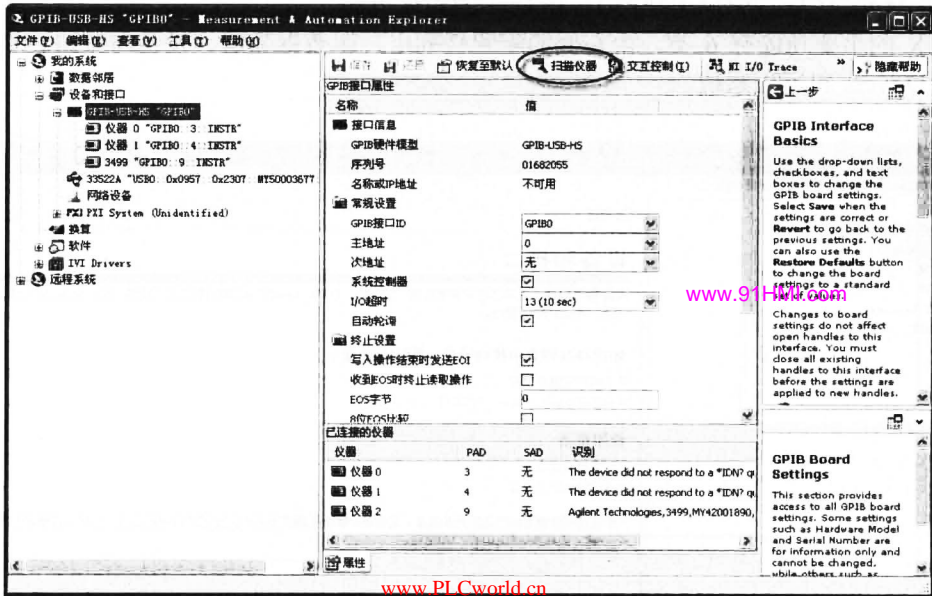 GPIB-USB-HS "GPIB0" - Measurement & Automation Explorer
文件(F) 编辑(E) 查看(V) 工具(T) 帮助(H)
我的系统
数据邻居
设备和接口
GPIB-USB-HS "GPIB0"
仪器 0 "GPIB0::3::INSTR"
仪器 1 "GPIB0::4::INSTR"
3499 "GPIB0::9::INSTR"
33522A "USB0::0x0957::0x2307::MY50003677
网络设备
PXI PXI System (Unidentified)
换算
软件
IVI Drivers
远程系统
保存 还原 恢复至默认 扫描仪器 交互控制(I) NI I/O Trace » 隐藏帮助
GPIB接口属性
名称 值
接口信息
GPIB硬件模型 GPIB-USB-HS
序列号 01682055
名称或IP地址 不可用
常规设置
GPIB接口ID GPIB0
主地址 0
次地址 无
系统控制器
I/O超时 13 (10 sec)
自动轮询
终止设置
写入操作结束时发送EOI
收到EOS时终止读取操作
EOS字节 0
8位EOS比较
已连接的仪器
仪器 PAD SAD 识别
仪器 0 3 无 The device did not respond to a *IDN? qu
仪器 1 4 无 The device did not respond to a *IDN? qu
仪器 2 9 无 Agilent Technologies,3499,MY42001890,
属性
上一步
GPIB Interface
Basics
Use the drop-down lists,
checkboxes, and text
boxes to change the
GPIB board settings.
Select Save when the
settings are correct or
Revert to go back to the
previous settings. You
can also use the
Restore Defaults button
to change the board
settings to a standard
set of values.
Changes to board
settings do not affect
open handles to this
interface. You must
close all existing
handles to this interface
before the settings are
applied to new handles.
GPIB Board
Settings
This section provides
access to all GPIB board
settings. Some settings
such as Hardware Model
and Serial Number are
for information only and
cannot be changed.
while others such as
www.91HMI.com
www.PLCworld.cn